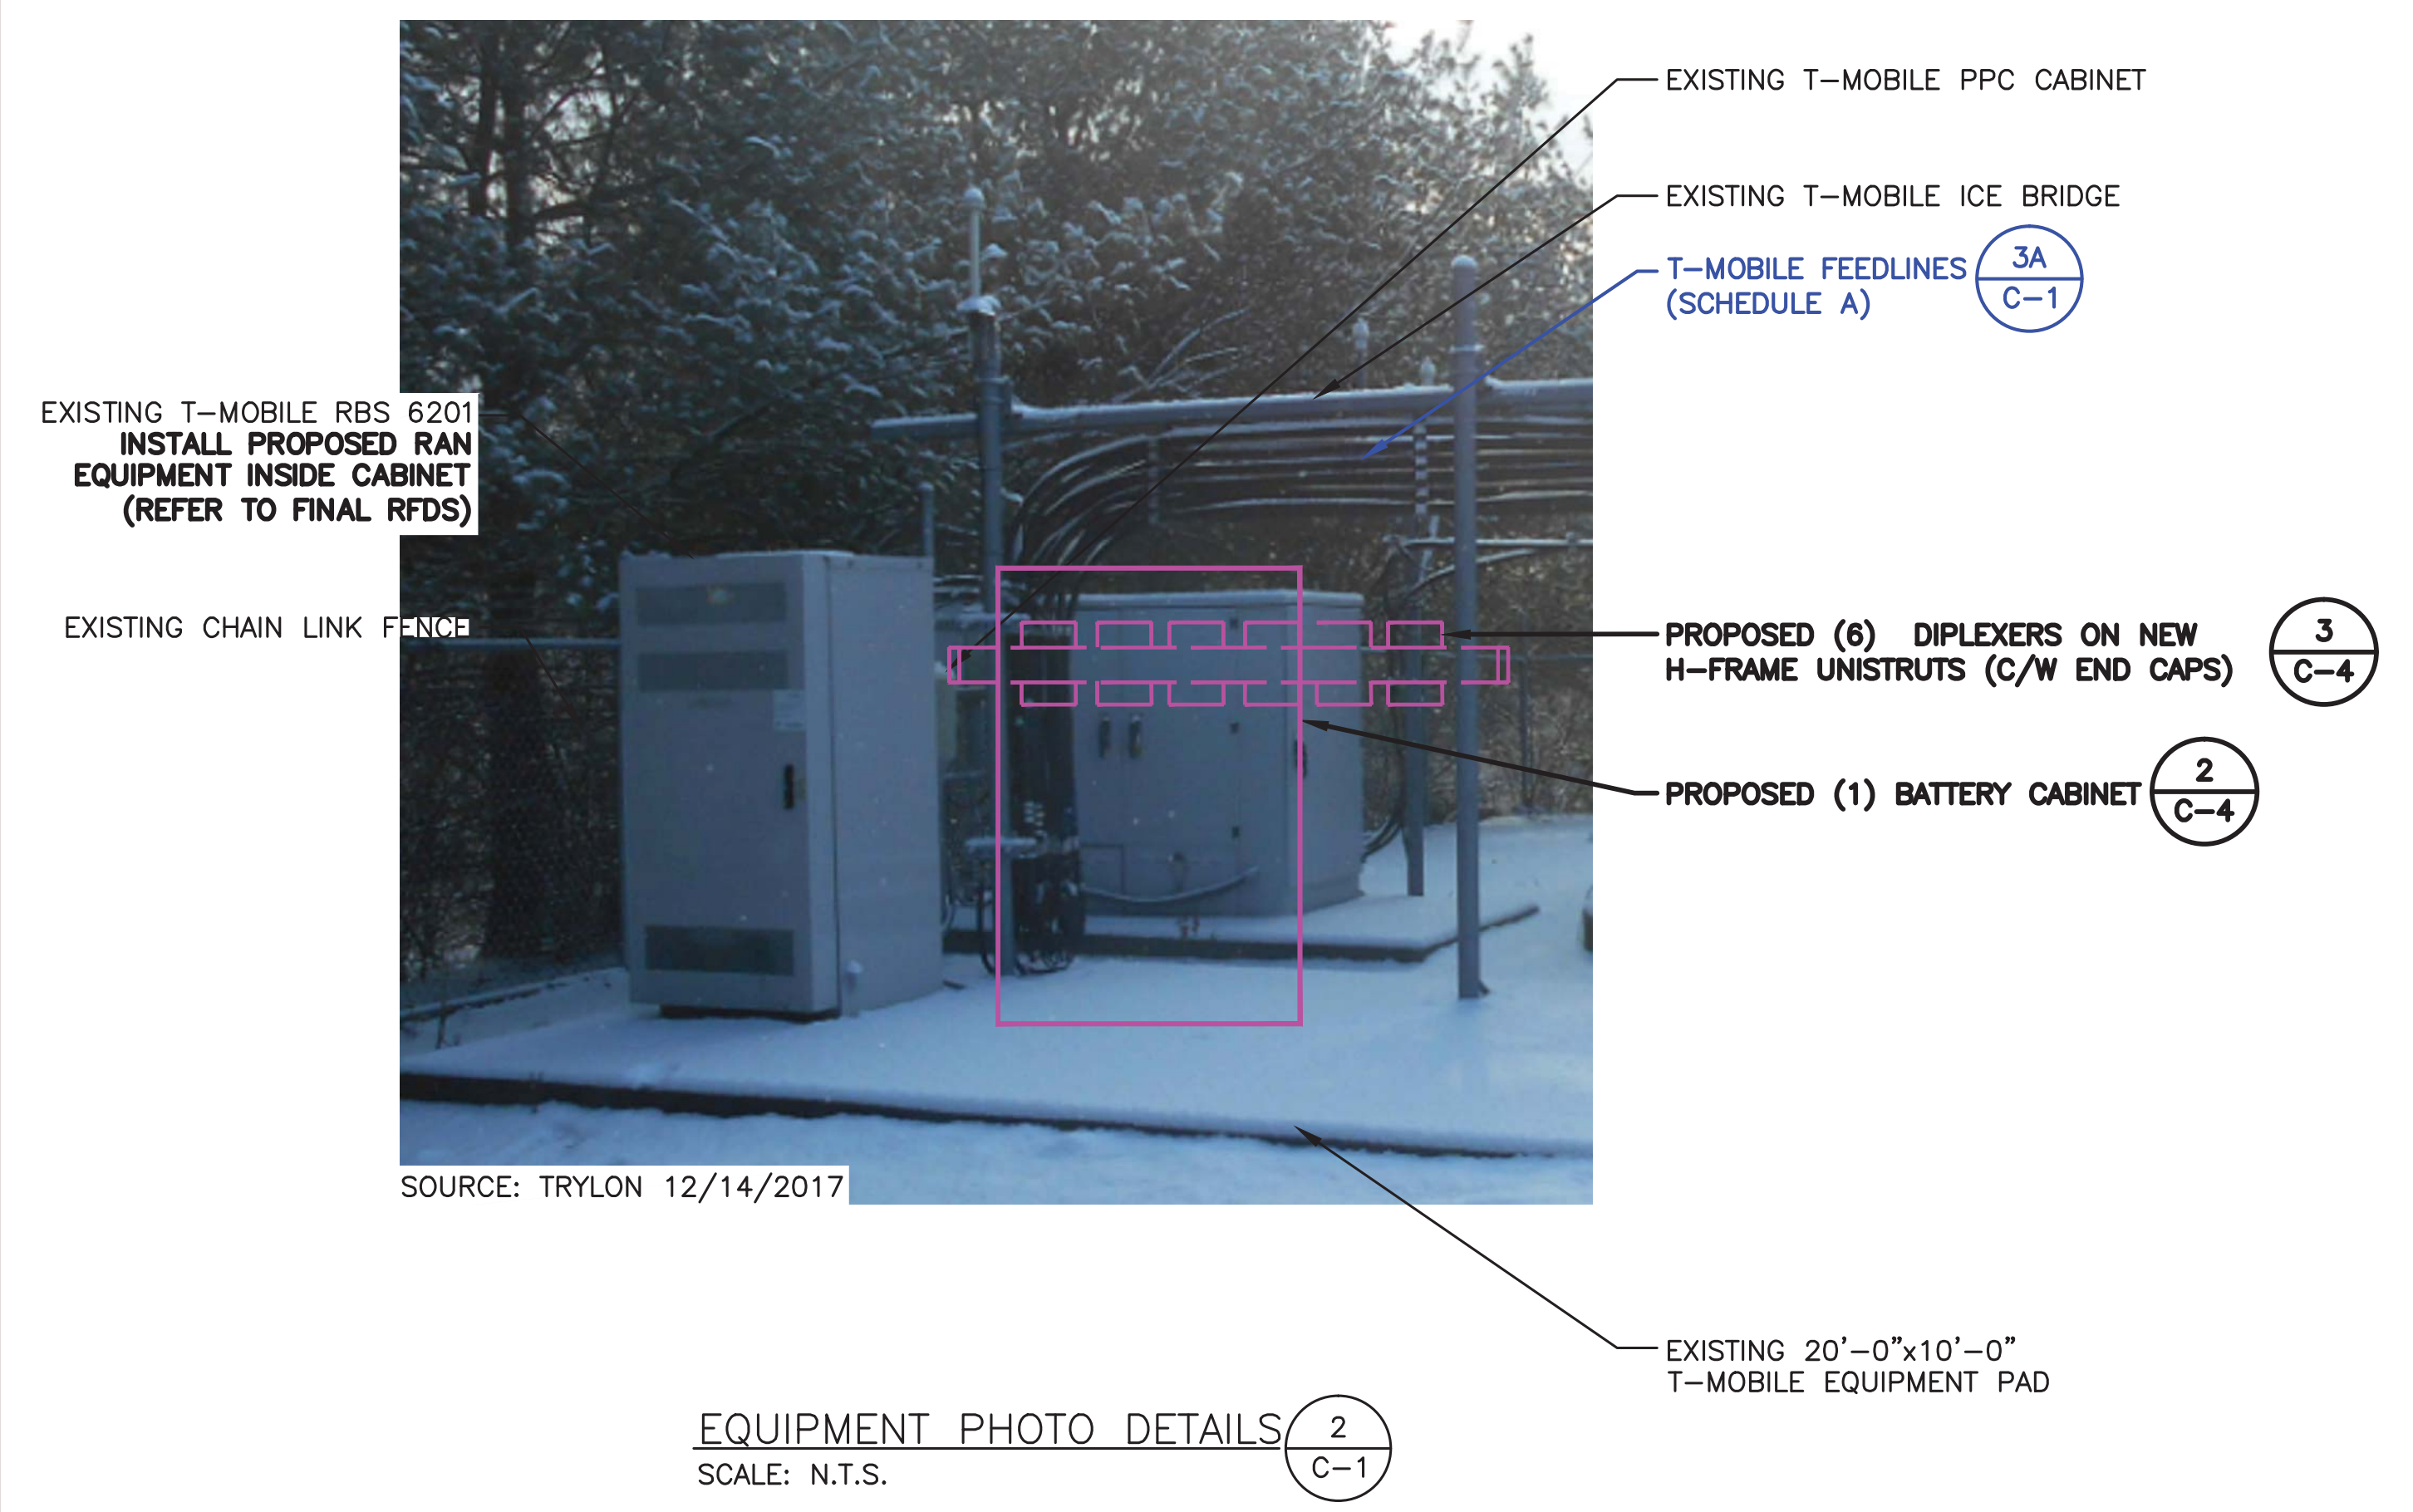 EXISTING T-MOBILE PPC CABINET
EXISTING T-MOBILE ICE BRIDGE
T-MOBILE FEEDLINES
(SCHEDULE A)
3A
C-1
EXISTING T-MOBILE RBS 6201
INSTALL PROPOSED RAN
EQUIPMENT INSIDE CABINET
(REFER TO FINAL RFDS)
EXISTING CHAIN LINK FENCE
PROPOSED (6) DIPLEXERS ON NEW
H-FRAME UNISTRUTS (C/W END CAPS)
3
C-4
PROPOSED (1) BATTERY CABINET
2
C-4
SOURCE: TRYLON 12/14/2017
EXISTING 20'-0"x10'-0"
T-MOBILE EQUIPMENT PAD
EQUIPMENT PHOTO DETAILS
SCALE: N.T.S.
2
C-1